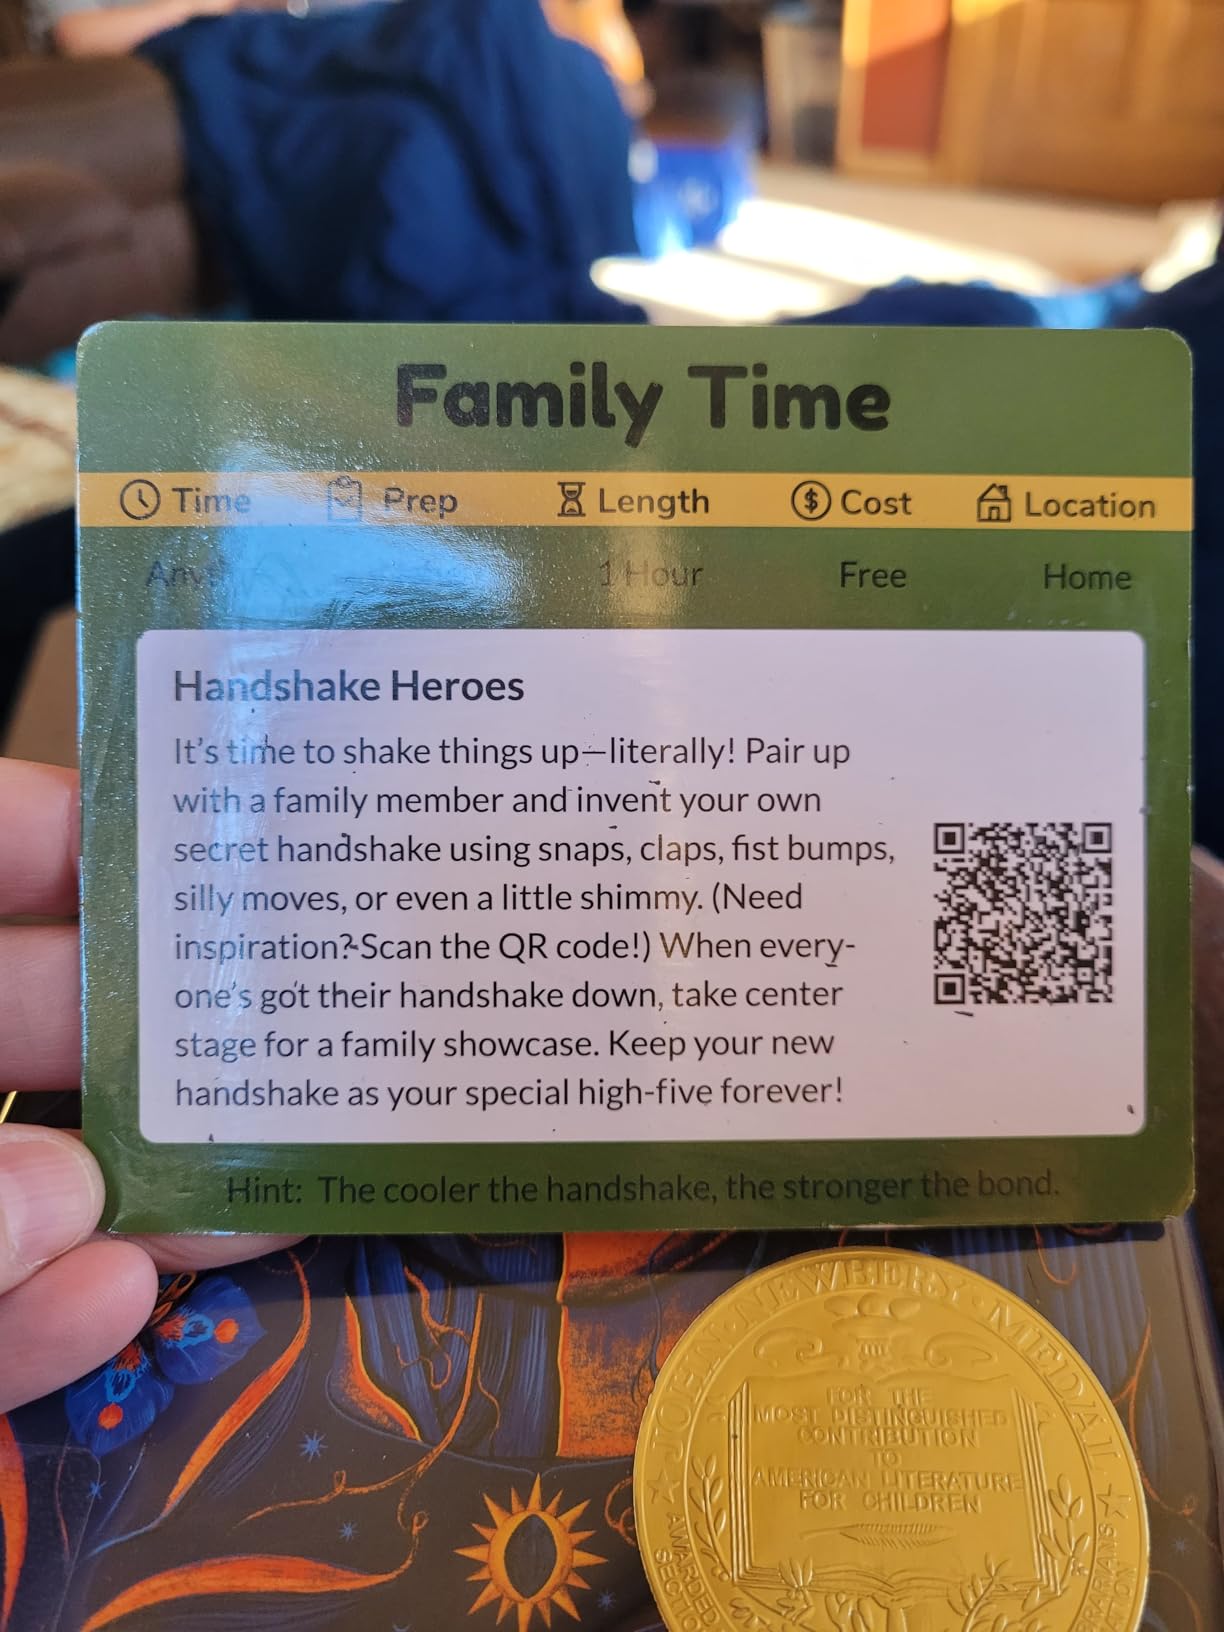 Family Time
Time Prep Length Cost Location
1 Hour Free Home
Handshake Heroes
It's time to shake things up—literally! Pair up
with a family member and invent your own
secret handshake using snaps, claps, fist bumps,
silly moves, or even a little shimmy. (Need
inspiration? Scan the QR code!) When every-
one's got their handshake down, take center
stage for a family showcase. Keep your new
handshake as your special high-five forever!
Hint: The cooler the handshake, the stronger the bond.
JOHN · NEWBERY · MEDAL
FOR THE
MOST DISTINGUISHED
CONTRIBUTION
TO
AMERICAN LITERATURE
FOR CHILDREN
AWARDED